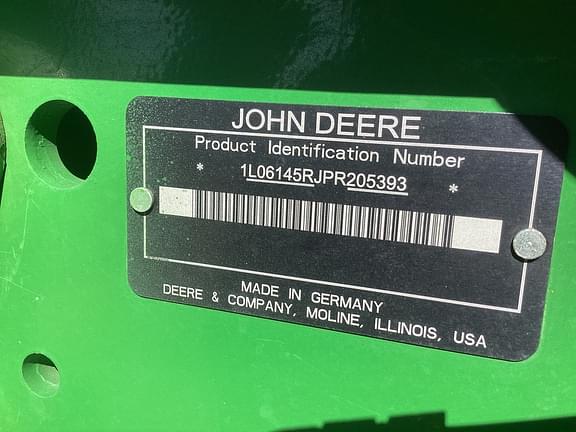 JOHN DEERE
Product Identification Number
* 1L06145RJPR205393 *
MADE IN GERMANY
DEERE & COMPANY, MOLINE, ILLINOIS, USA